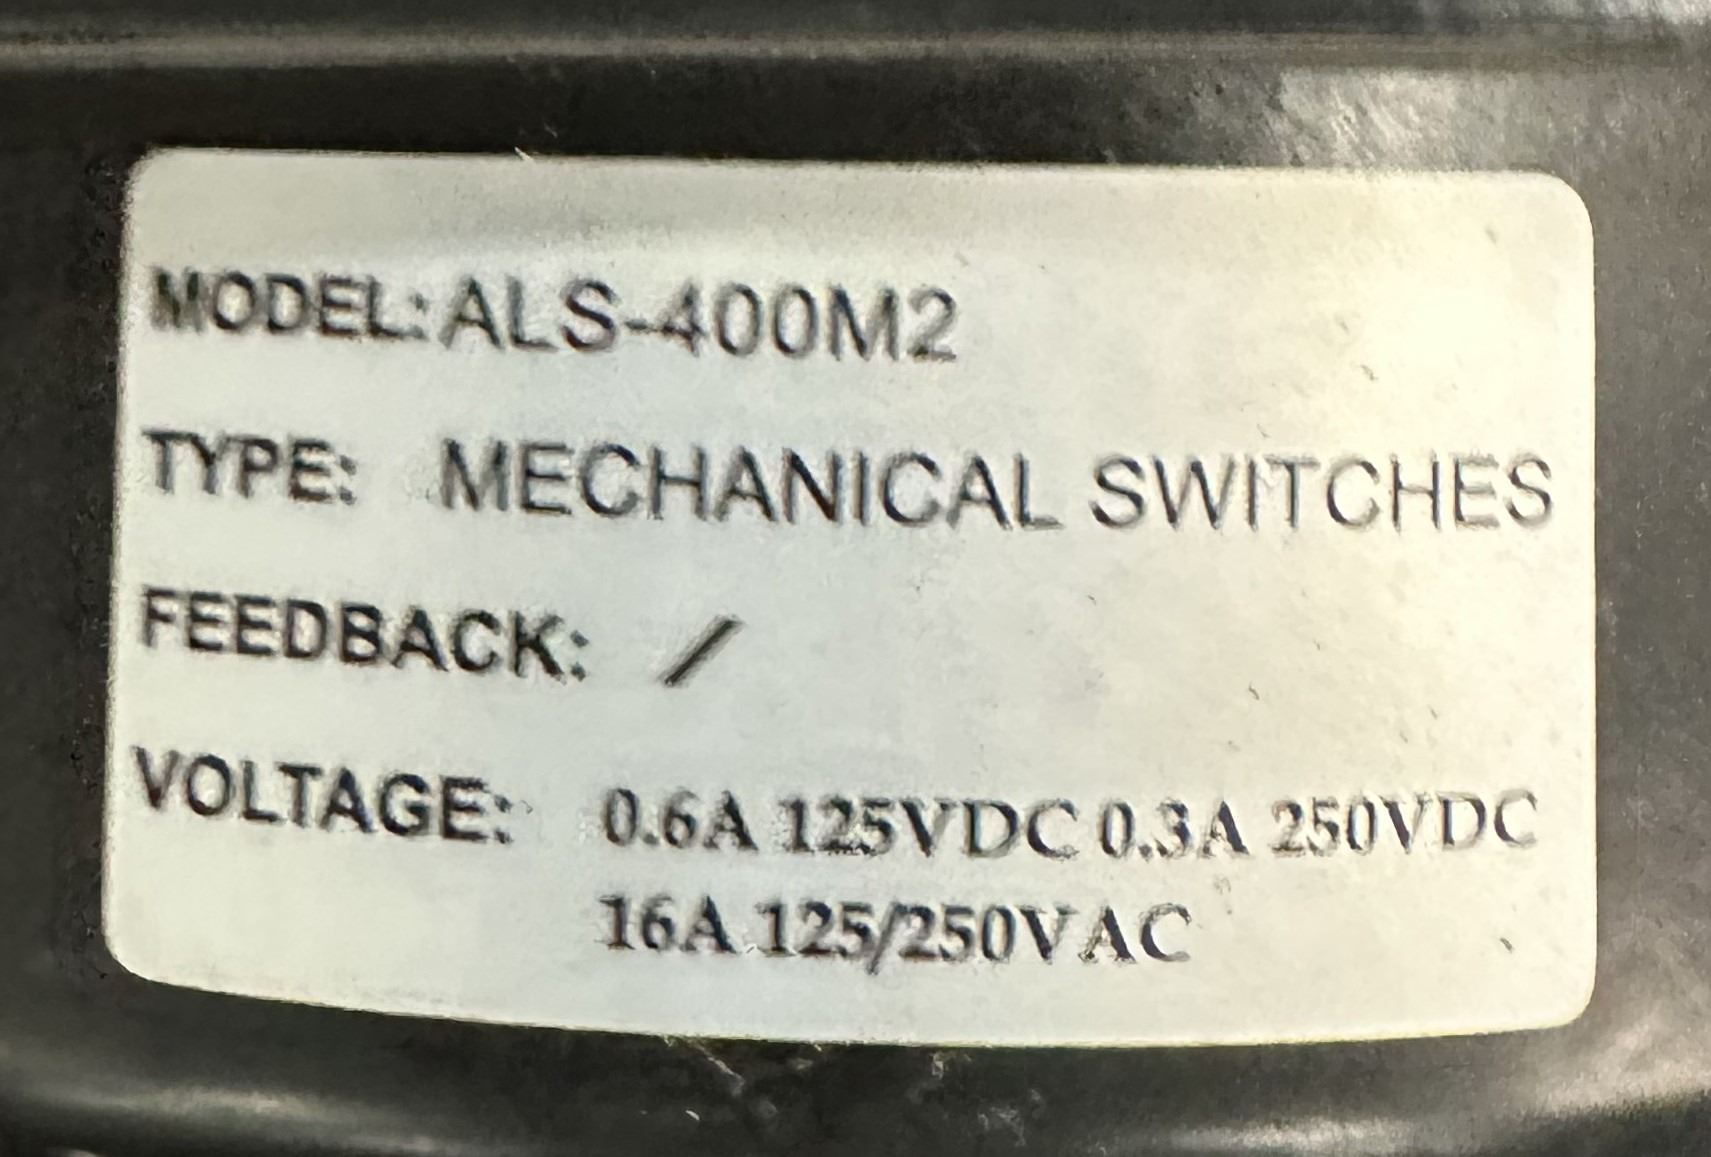 MODEL: ALS-400M2
TYPE: MECHANICAL SWITCHES
FEEDBACK: /
VOLTAGE: 0.6A 125VDC 0.3A 250VDC
16A 125/250VAC